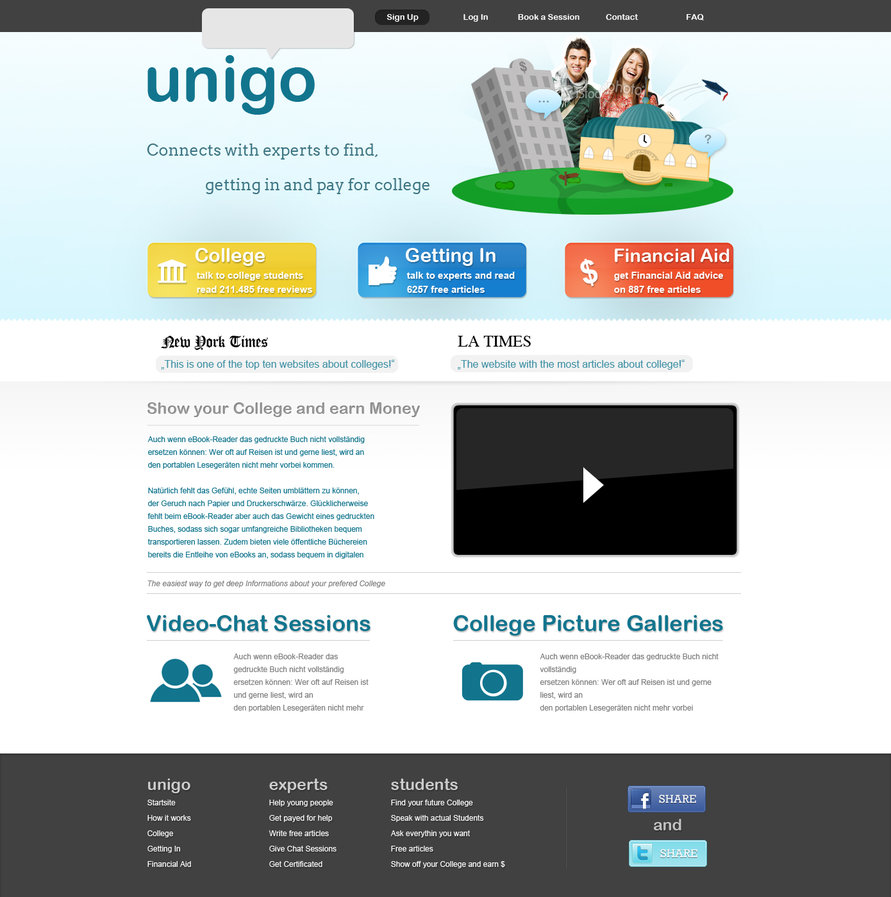 Sign Up
Log In
Book a Session
Contact
FAQ
unigo
Connects with experts to find,
getting in and pay for college
$
iStockphoto
...
?
UNIVERSITY
College
talk to college students
read 211.485 free reviews
Getting In
talk to experts and read
6257 free articles
$
Financial Aid
get Financial Aid advice
on 887 free articles
New York Times
„This is one of the top ten websites about colleges!“
LA TIMES
„The website with the most articles about college!“
Show your College and earn Money
Auch wenn eBook-Reader das gedruckte Buch nicht vollständig
ersetzen können: Wer oft auf Reisen ist und gerne liest, wird an
den portablen Lesegeräten nicht mehr vorbei kommen.
Natürlich fehlt das Gefühl, echte Seiten umblättern zu können,
der Geruch nach Papier und Druckerschwärze. Glücklicherweise
fehlt beim eBook-Reader aber auch das Gewicht eines gedruckten
Buches, sodass sich sogar umfangreiche Bibliotheken bequem
transportieren lassen. Zudem bieten viele öffentliche Büchereien
bereits die Entleihe von eBooks an, sodass bequem in digitalen
The easiest way to get deep Informations about your prefered College
Video-Chat Sessions
Auch wenn eBook-Reader das
gedruckte Buch nicht vollständig
ersetzen können: Wer oft auf Reisen ist
und gerne liest, wird an
den portablen Lesegeräten nicht mehr
College Picture Galleries
Auch wenn eBook-Reader das gedruckte Buch nicht
vollständig
ersetzen können: Wer oft auf Reisen ist und gerne
liest, wird an
den portablen Lesegeräten nicht mehr vorbei
unigo
Startsite
How it works
College
Getting In
Financial Aid
experts
Help young people
Get payed for help
Write free articles
Give Chat Sessions
Get Certificated
students
Find your future College
Speak with actual Students
Ask everythin you want
Free articles
Show off your College and earn $
f SHARE
and
t SHARE